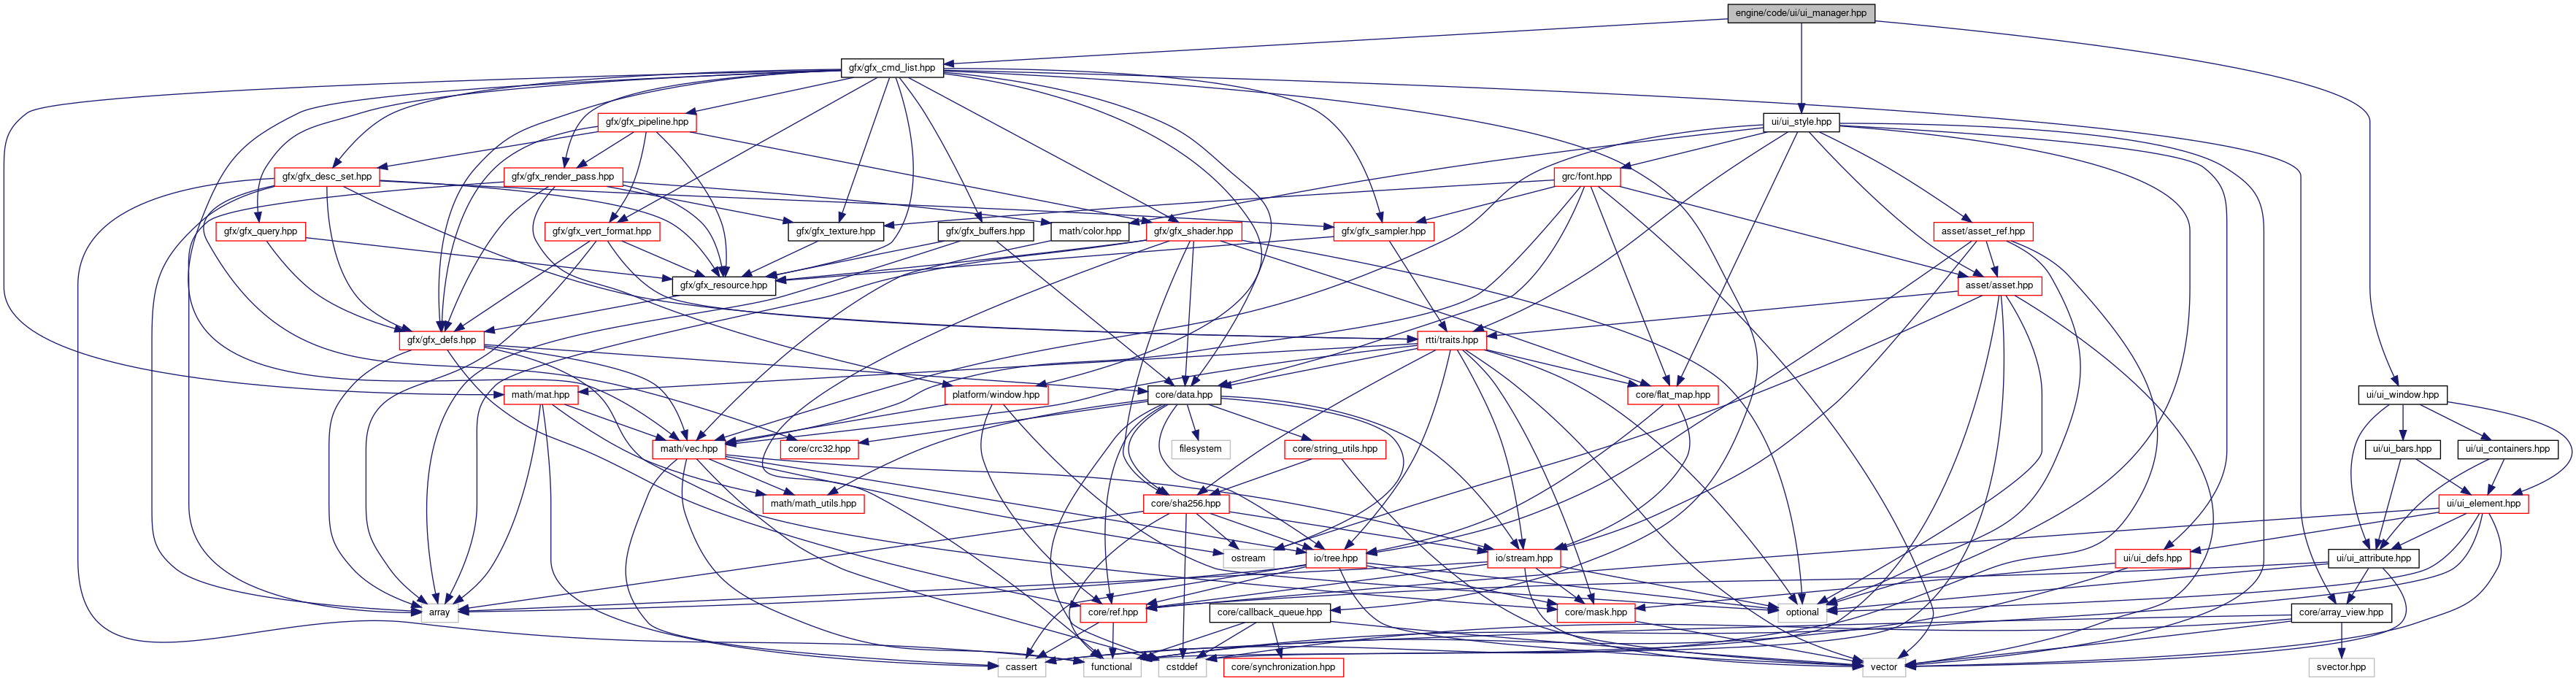 engine/code/ui/ui_manager.hpp
gfx/gfx_cmd_list.hpp
gfx/gfx_pipeline.hpp
ui/ui_style.hpp
gfx/gfx_desc_set.hpp
gfx/gfx_render_pass.hpp
grc/font.hpp
gfx/gfx_query.hpp
gfx/gfx_vert_format.hpp
gfx/gfx_texture.hpp
gfx/gfx_buffers.hpp
math/color.hpp
gfx/gfx_shader.hpp
gfx/gfx_sampler.hpp
asset/asset_ref.hpp
gfx/gfx_resource.hpp
asset/asset.hpp
gfx/gfx_defs.hpp
rtti/traits.hpp
math/mat.hpp
platform/window.hpp
core/data.hpp
core/flat_map.hpp
ui/ui_window.hpp
math/vec.hpp
core/crc32.hpp
filesystem
core/string_utils.hpp
ui/ui_bars.hpp
ui/ui_containers.hpp
math/math_utils.hpp
core/sha256.hpp
ui/ui_element.hpp
ostream
io/tree.hpp
io/stream.hpp
ui/ui_defs.hpp
ui/ui_attribute.hpp
array
core/ref.hpp
core/callback_queue.hpp
core/mask.hpp
optional
core/array_view.hpp
cassert
functional
cstddef
core/synchronization.hpp
vector
svector.hpp